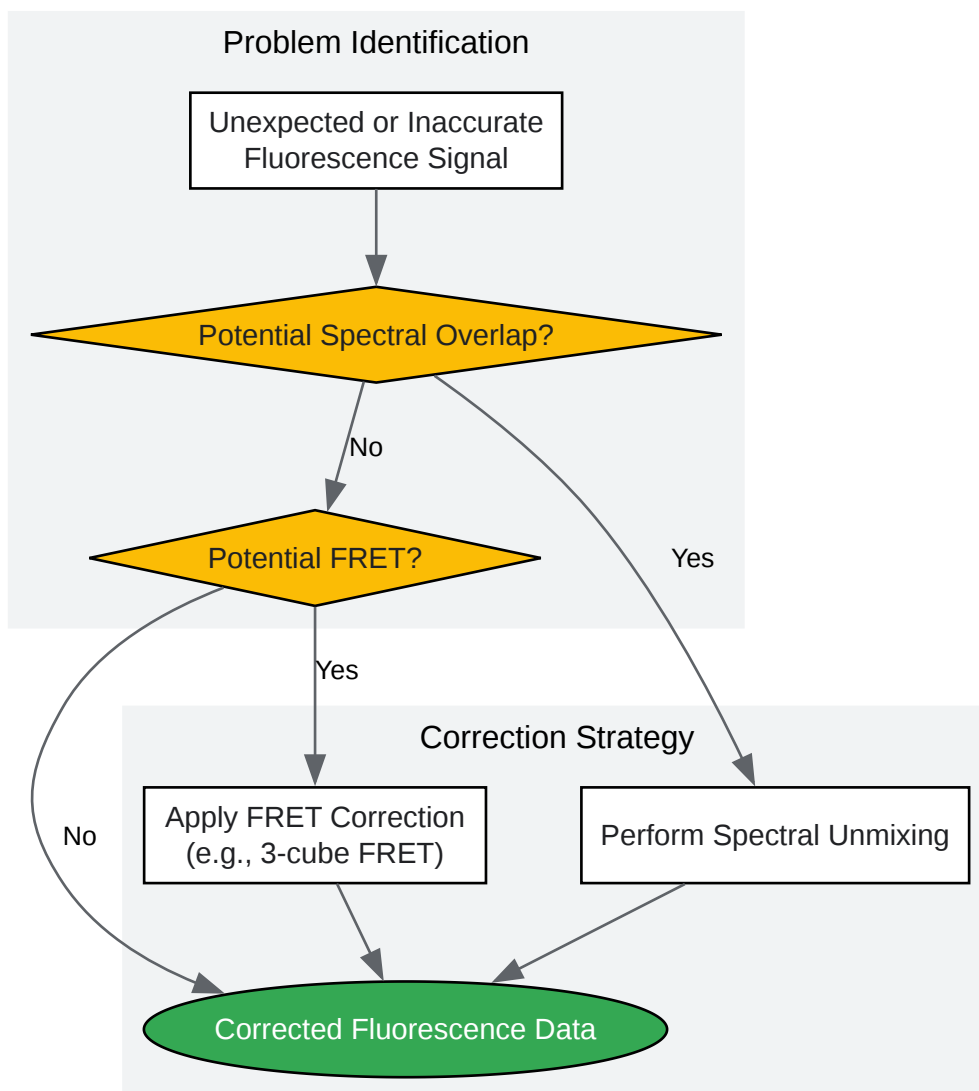 Problem Identification
Unexpected or Inaccurate
Fluorescence Signal
Potential Spectral Overlap?
No
Potential FRET?
Yes
Yes
Correction Strategy
Apply FRET Correction
(e.g., 3-cube FRET)
Perform Spectral Unmixing
No
Corrected Fluorescence Data